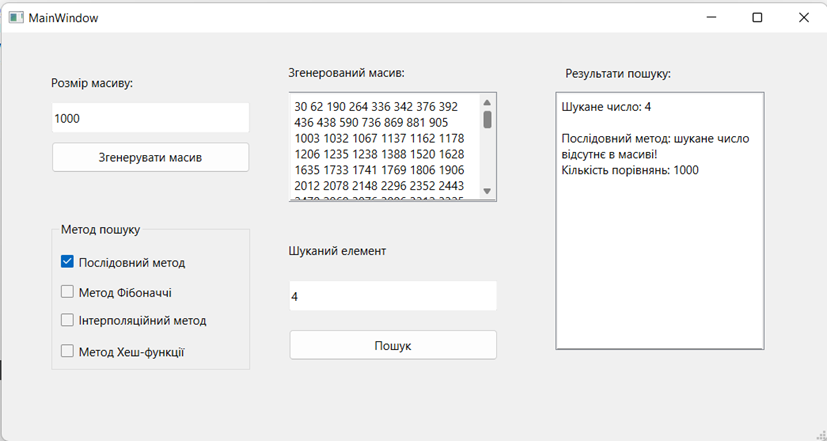 MainWindow
Розмір масиву:
1000
Згенерувати масив
Метод пошуку
Послідовний метод
Метод Фібоначчі
Інтерполяційний метод
Метод Хеш-функції
Згенерований масив:
30 62 190 264 336 342 376 392
436 438 590 736 869 881 905
1003 1032 1067 1137 1162 1178
1206 1235 1238 1388 1520 1628
1635 1733 1741 1769 1806 1906
2012 2078 2148 2296 2352 2443
Шуканий елемент
4
Пошук
Результати пошуку:
Шукане число: 4
Послідовний метод: шукане число
відсутнє в масиві!
Кількість порівнянь: 1000